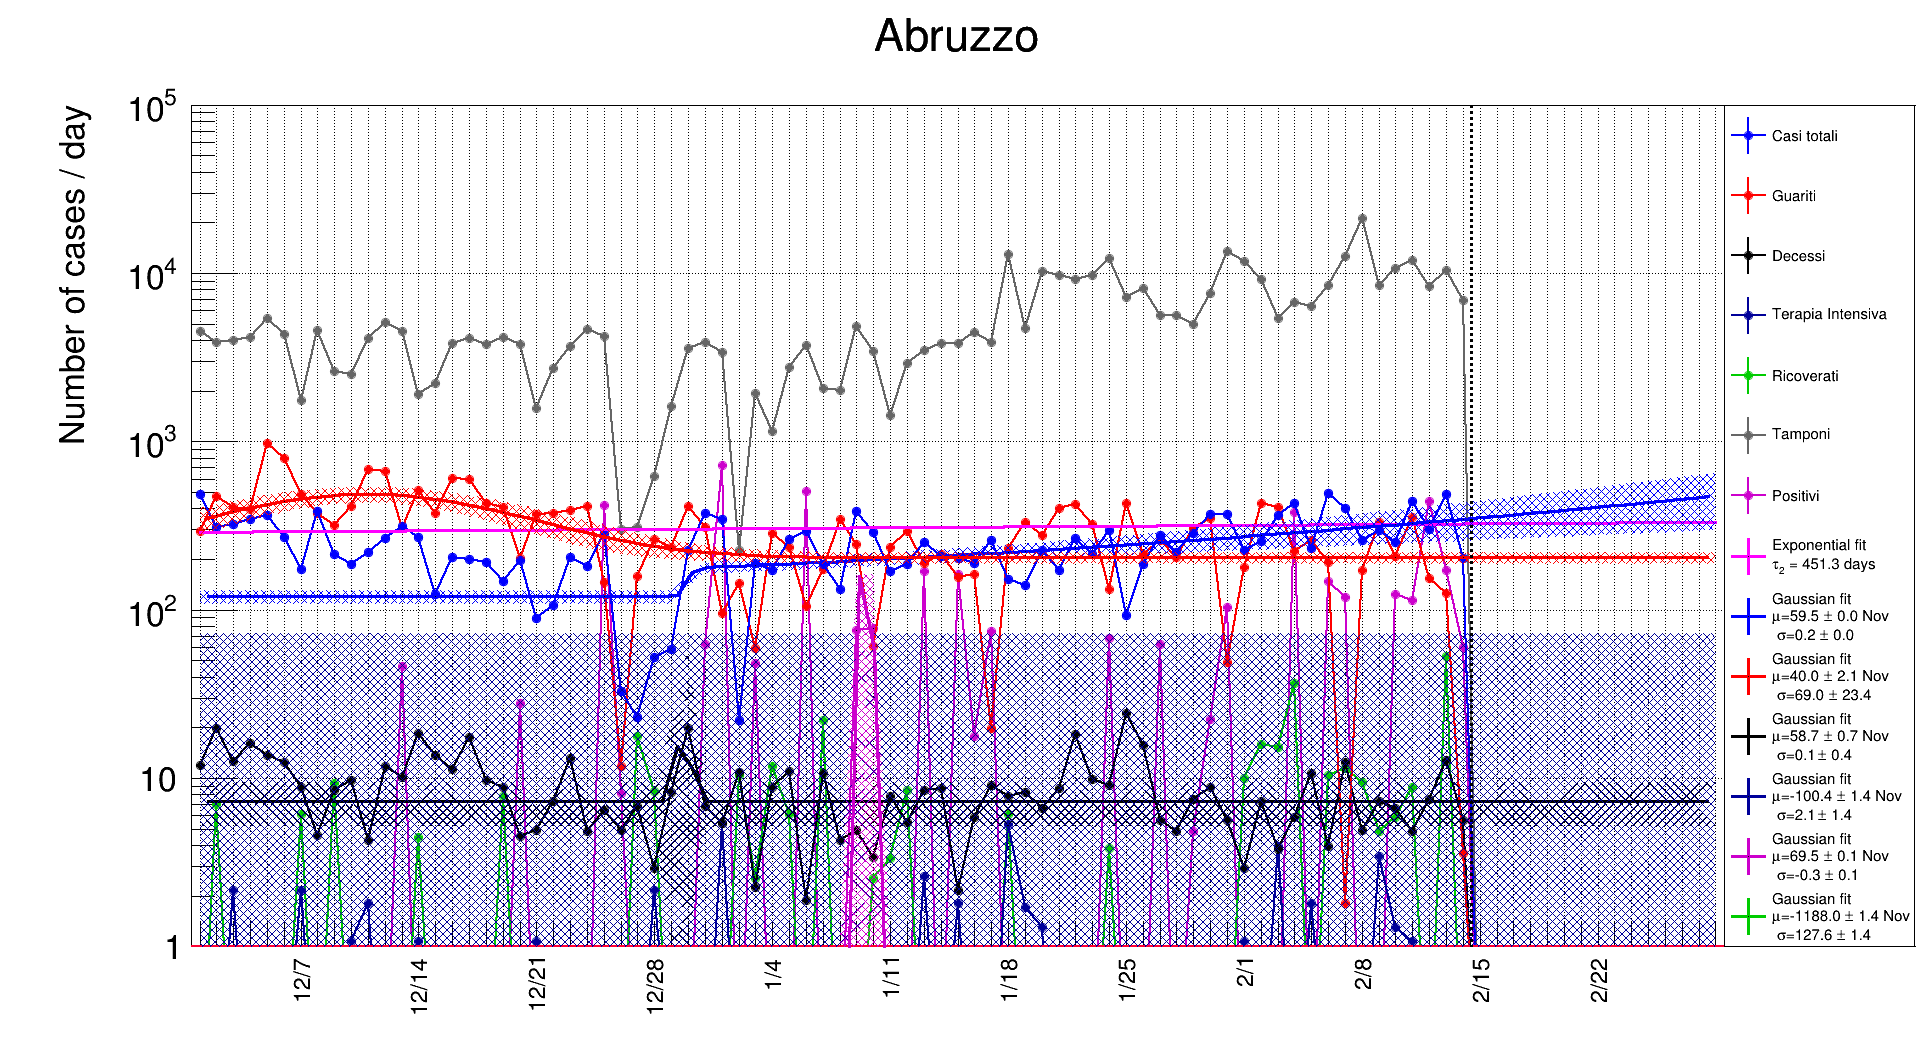 Abruzzo
Number of cases / day
10^5
10^4
10^3
10^2
10
1
12/7
12/14
12/21
12/28
1/4
1/11
1/18
1/25
2/1
2/8
2/15
2/22
Casi totali
Guariti
Decessi
Terapia Intensiva
Ricoverati
Tamponi
Positivi
Exponential fit
τ₂ = 451.3 days
Gaussian fit
μ=59.5 ± 0.0 Nov
σ=0.2 ± 0.0
Gaussian fit
μ=40.0 ± 2.1 Nov
σ=69.0 ± 23.4
Gaussian fit
μ=58.7 ± 0.7 Nov
σ=0.1 ± 0.4
Gaussian fit
μ=-100.4 ± 1.4 Nov
σ=2.1 ± 1.4
Gaussian fit
μ=69.5 ± 0.1 Nov
σ=-0.3 ± 0.1
Gaussian fit
μ=-1188.0 ± 1.4 Nov
σ=127.6 ± 1.4